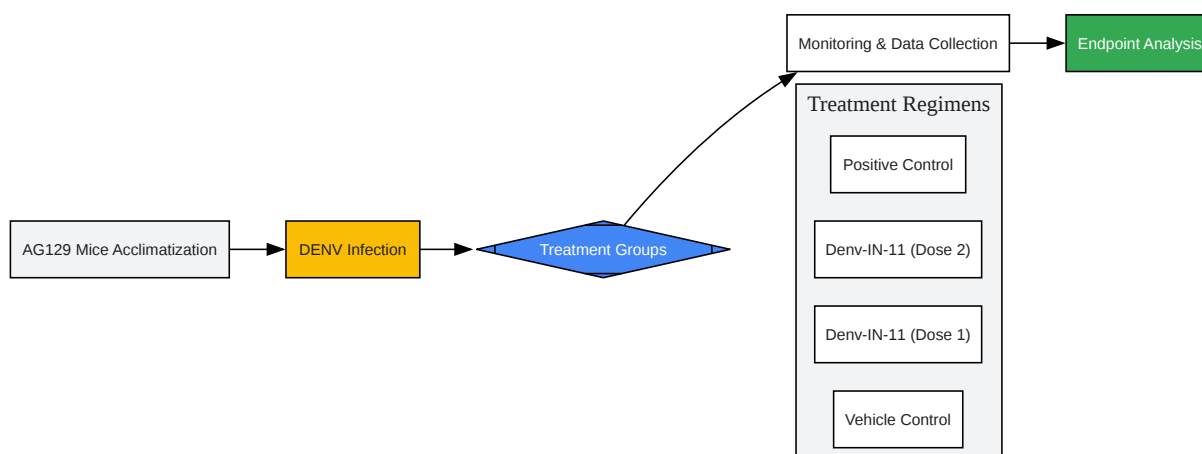 AG129 Mice Acclimatization
DENV Infection
Treatment Groups
Monitoring & Data Collection
Endpoint Analysis
Treatment Regimens
Positive Control
Denv-IN-11 (Dose 2)
Denv-IN-11 (Dose 1)
Vehicle Control